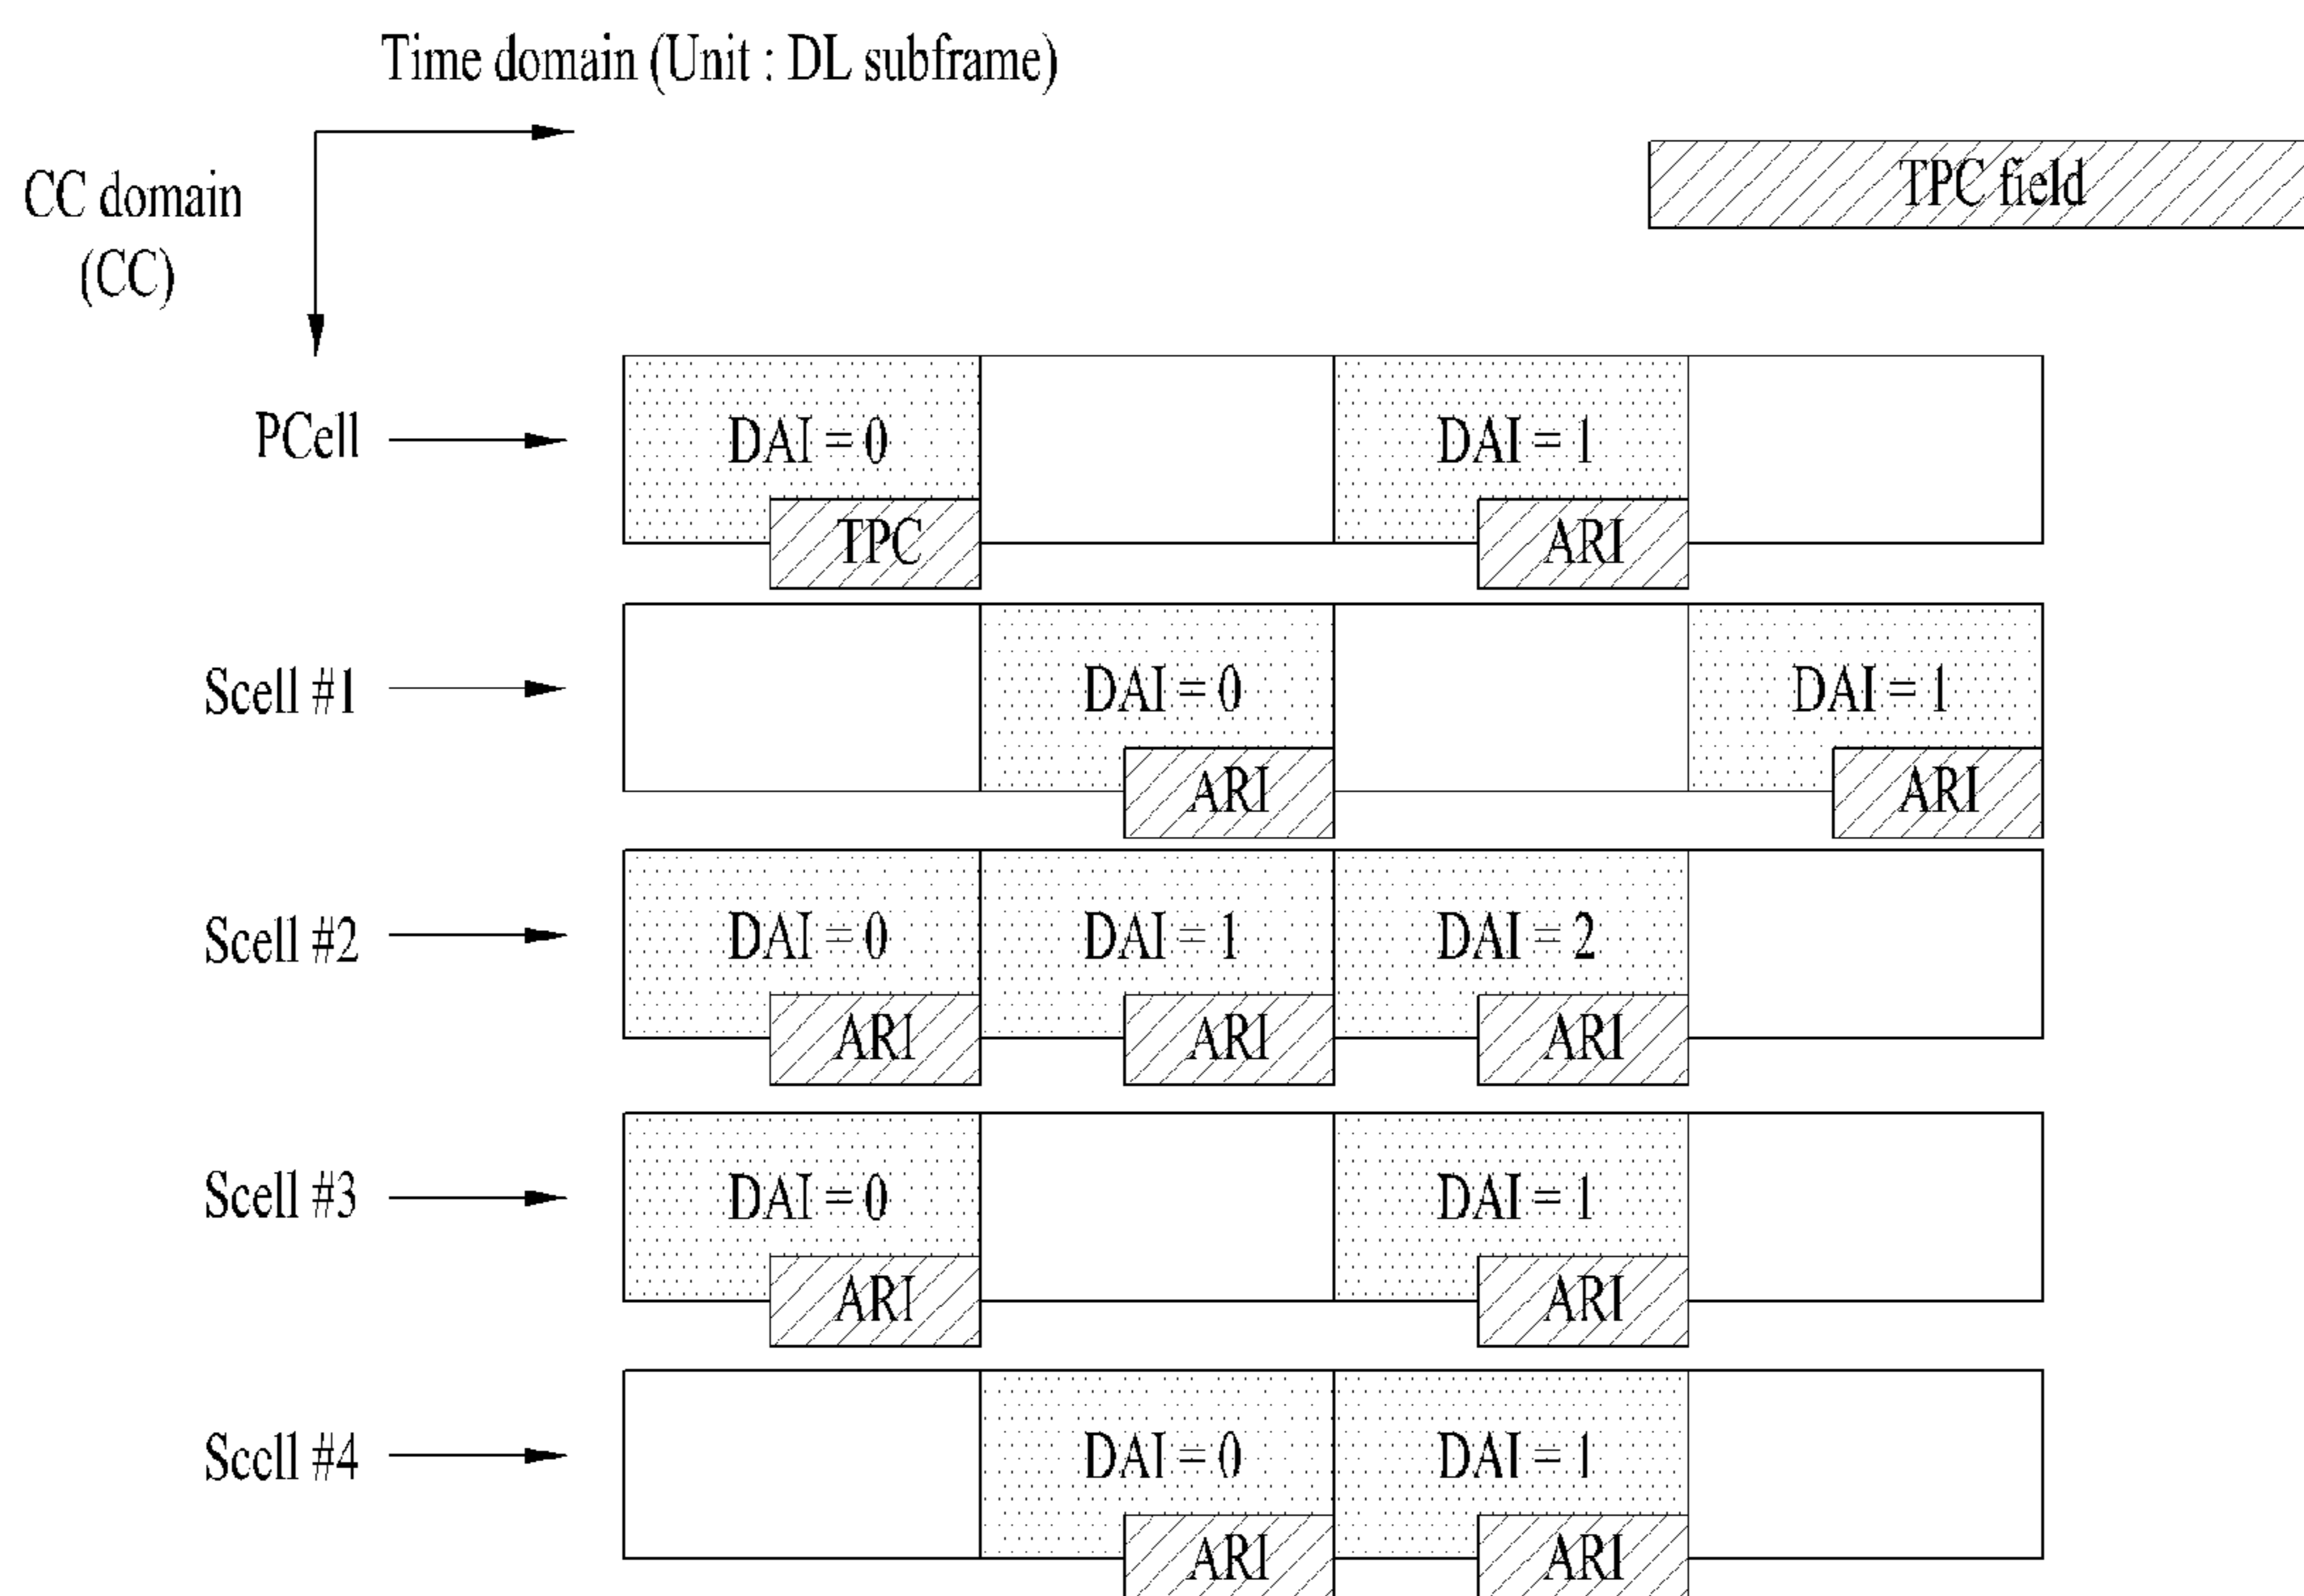 Time domain (Unit : DL subframe)
CC domain
(CC)
TPC field
PCell
DAI = 0
DAI = 1
TPC
ARI
Scell #1
DAI = 0
DAI = 1
ARI
ARI
Scell #2
DAI = 0
DAI = 1
DAI = 2
ARI
ARI
ARI
Scell #3
DAI = 0
DAI = 1
ARI
ARI
Scell #4
DAI = 0
DAI = 1
ARI
ARI